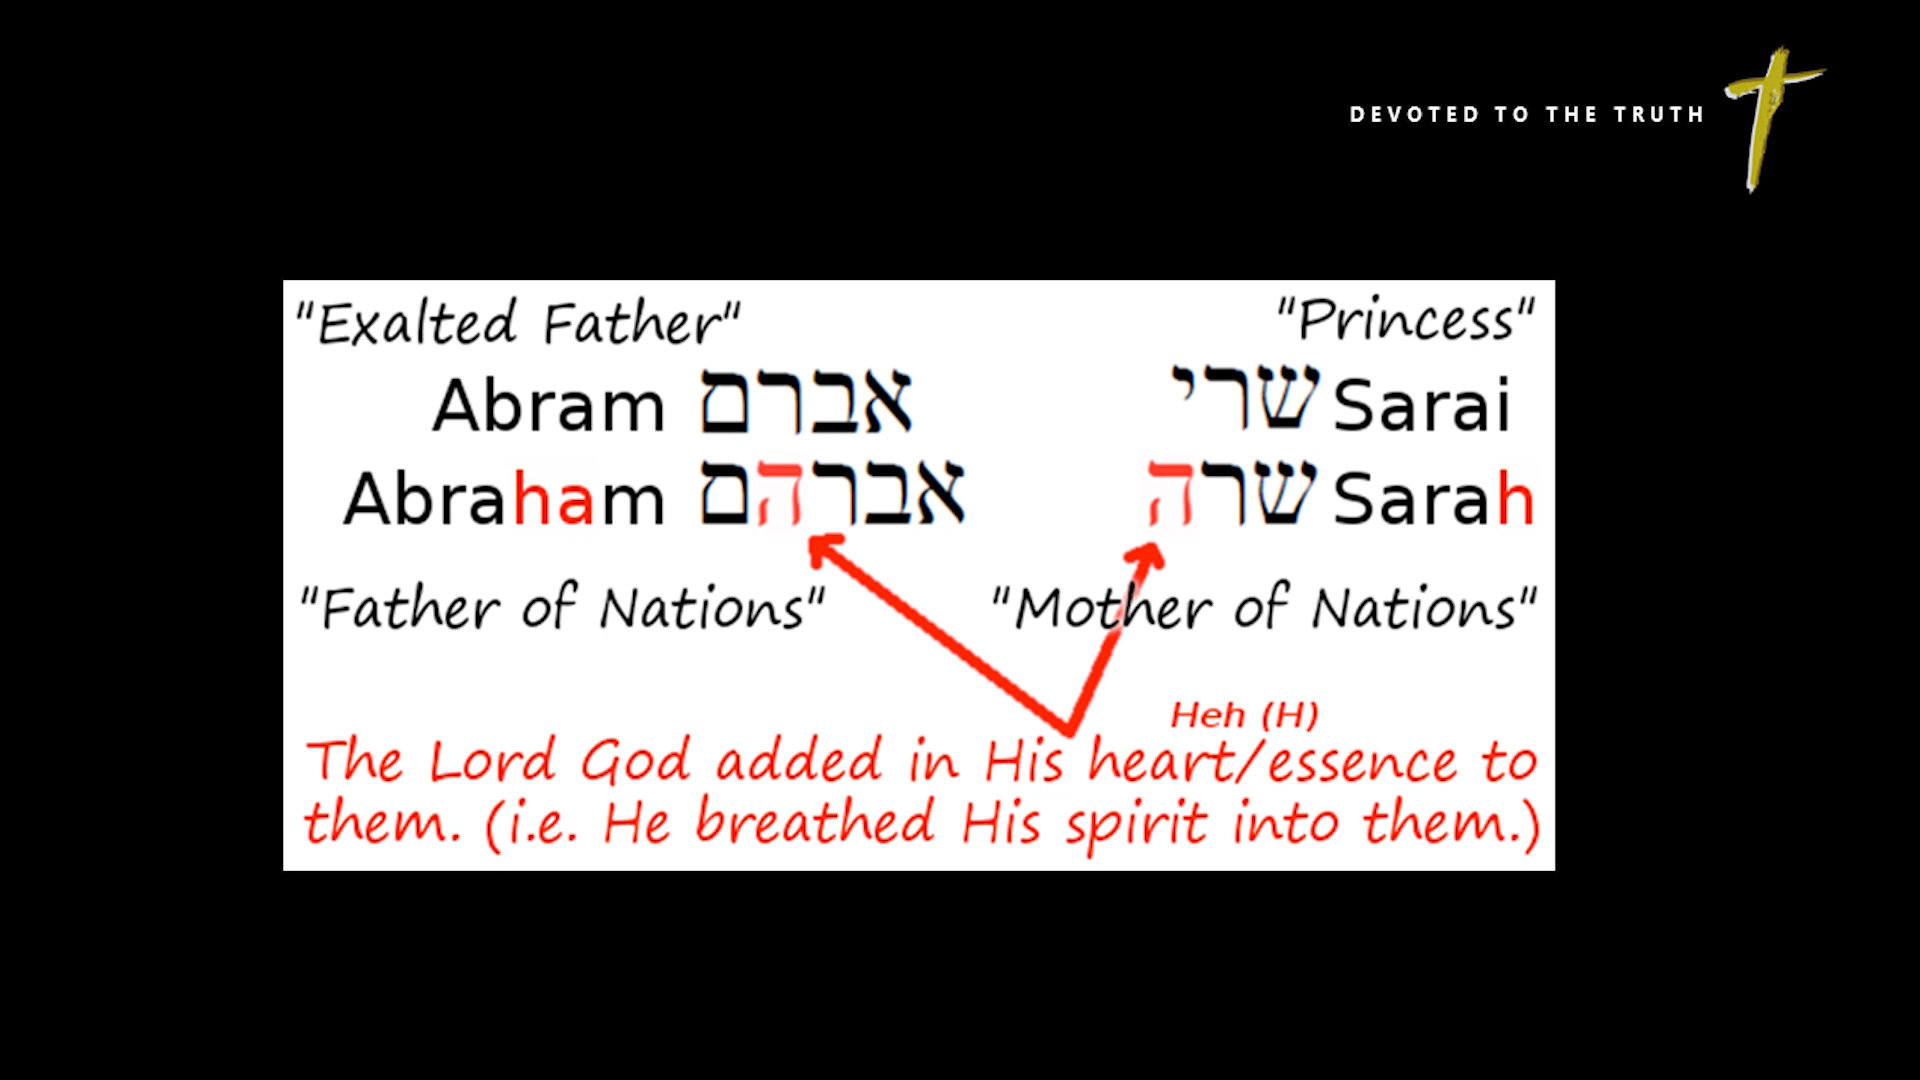 DEVOTED TO THE TRUTH
"Exalted Father" "Princess"
Abram אברם שרי Sarai
Abraham אברהם שרה Sarah
"Father of Nations" "Mother of Nations"
Heh (H)
The Lord God added in His heart/essence to
them. (i.e. He breathed His spirit into them.)